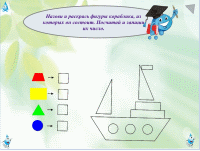 Назови и раскрась фигуры кораблика, из
которых он состоит. Посчитай и запиши
их число.